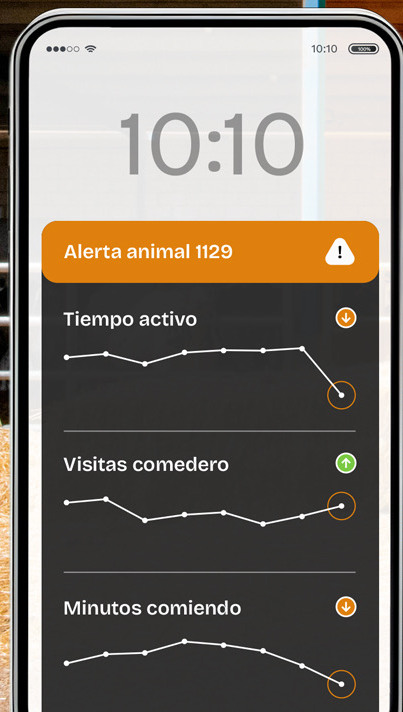 10:10
100%
10:10
Alerta animal 1129
!
Tiempo activo
Visitas comedero
Minutos comiendo